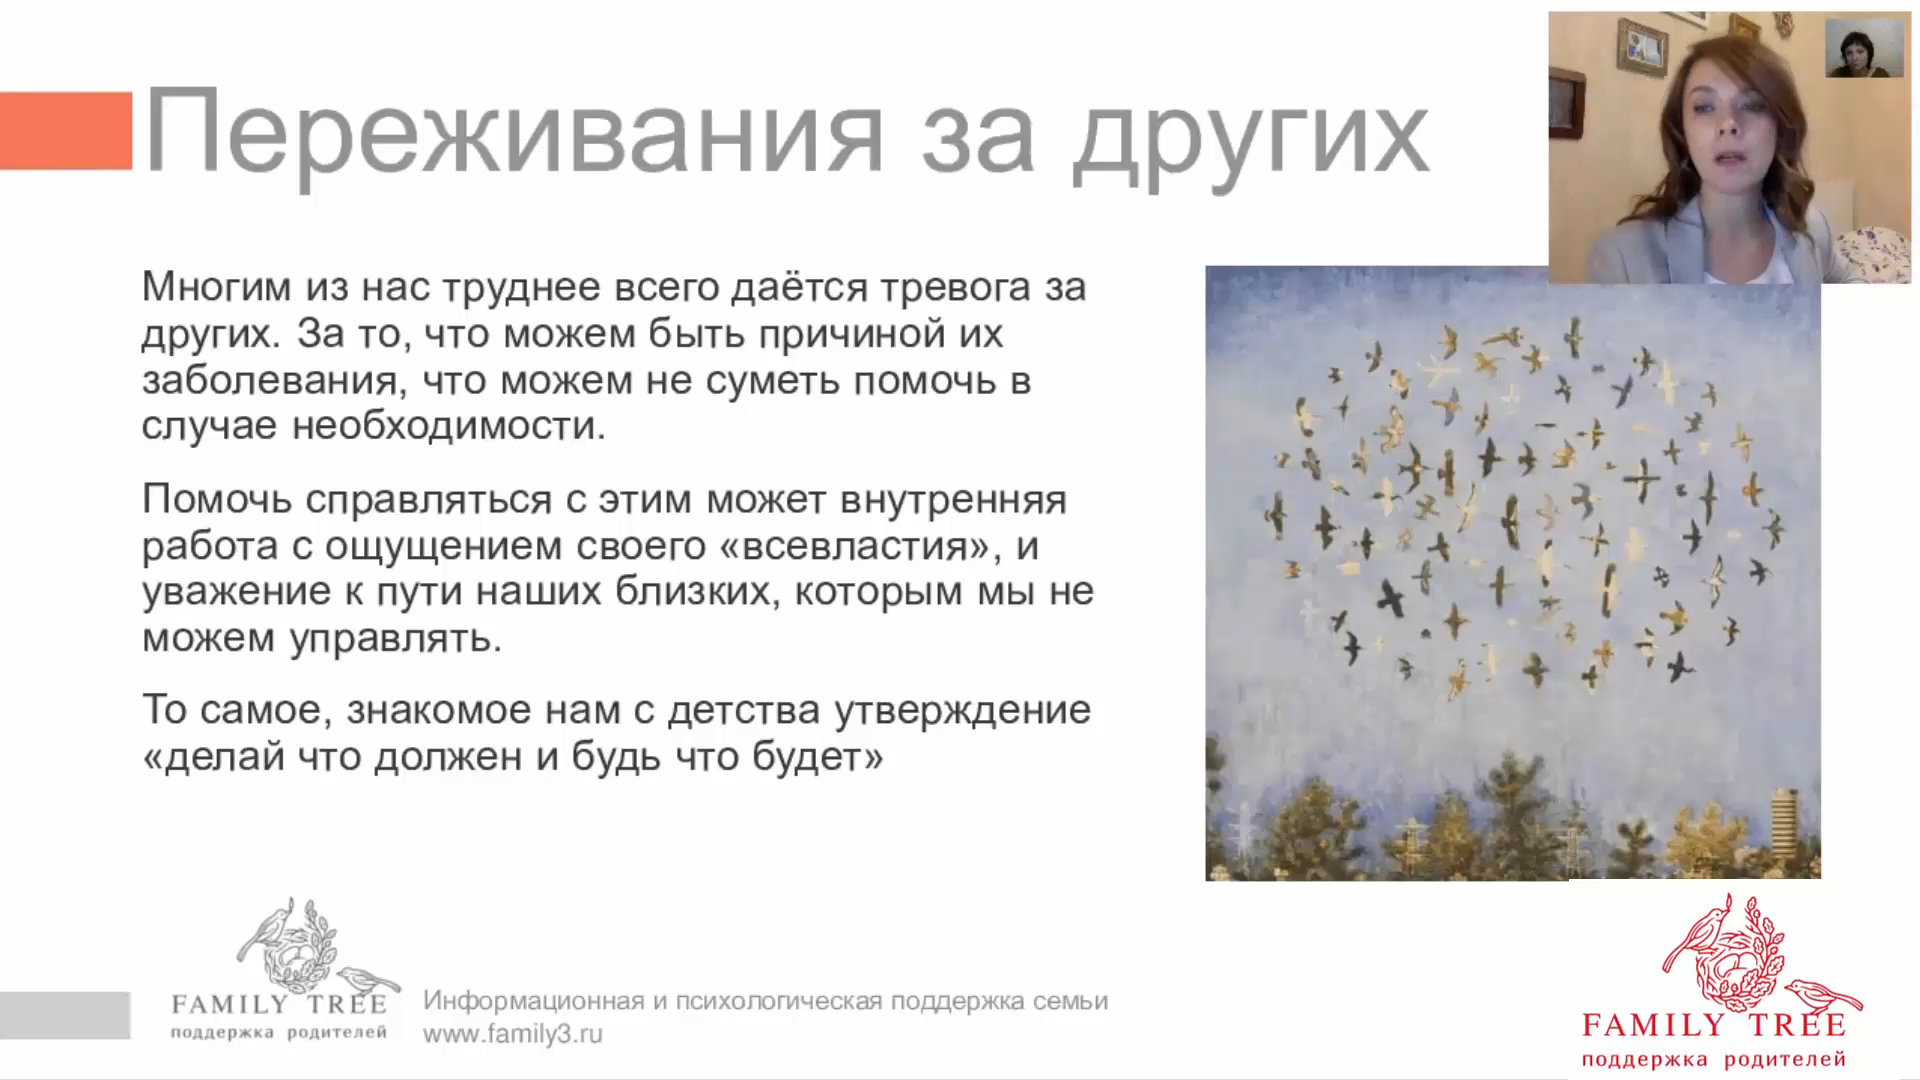 Переживания за других
Многим из нас труднее всего даётся тревога за
других. За то, что можем быть причиной их
заболевания, что можем не суметь помочь в
случае необходимости.
Помочь справляться с этим может внутренняя
работа с ощущением своего «всевластия», и
уважение к пути наших близких, которым мы не
можем управлять.
То самое, знакомое нам с детства утверждение
«делай что должен и будь что будет»
FAMILY TREE
поддержка родителей
Информационная и психологическая поддержка семьи
www.family3.ru
FAMILY TREE
поддержка родителей